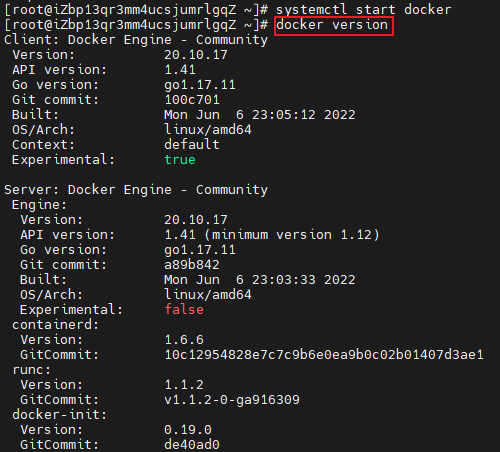 [root@iZbp13qr3mm4ucsjumrlgqZ ~]# systemctl start docker
[root@iZbp13qr3mm4ucsjumrlgqZ ~]# docker version
Client: Docker Engine - Community
 Version:           20.10.17
 API version:       1.41
 Go version:        go1.17.11
 Git commit:        100c701
 Built:             Mon Jun  6 23:05:12 2022
 OS/Arch:           linux/amd64
 Context:           default
 Experimental:      true

Server: Docker Engine - Community
 Engine:
  Version:          20.10.17
  API version:      1.41 (minimum version 1.12)
  Go version:       go1.17.11
  Git commit:       a89b842
  Built:            Mon Jun  6 23:03:33 2022
  OS/Arch:          linux/amd64
  Experimental:     false
 containerd:
  Version:          1.6.6
  GitCommit:        10c12954828e7c7c9b6e0ea9b0c02b01407d3ae1
 runc:
  Version:          1.1.2
  GitCommit:        v1.1.2-0-ga916309
 docker-init:
  Version:          0.19.0
  GitCommit:        de40ad0